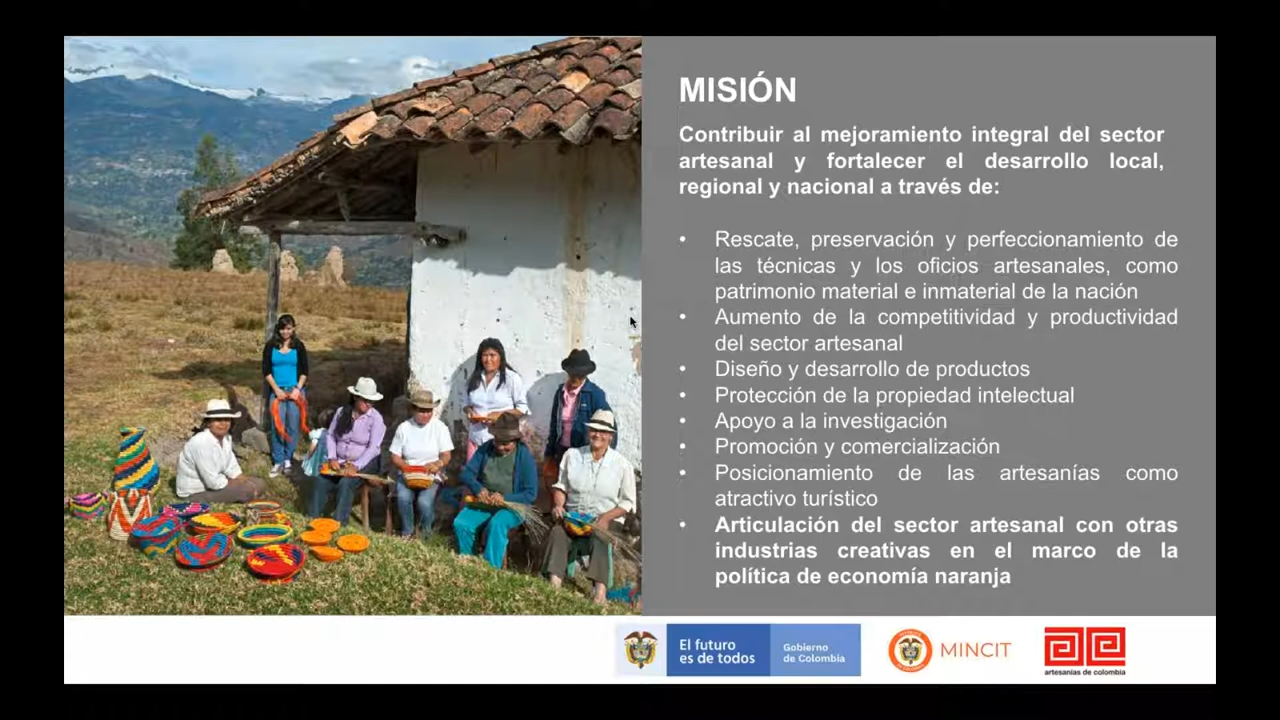 MISIÓN
Contribuir al mejoramiento integral del sector
artesanal y fortalecer el desarrollo local,
regional y nacional a través de:
• Rescate, preservación y perfeccionamiento de
las técnicas y los oficios artesanales, como
patrimonio material e inmaterial de la nación
• Aumento de la competitividad y productividad
del sector artesanal
• Diseño y desarrollo de productos
• Protección de la propiedad intelectual
• Apoyo a la investigación
• Promoción y comercialización
• Posicionamiento de las artesanías como
atractivo turístico
• Articulación del sector artesanal con otras
industrias creativas en el marco de la
política de economía naranja
El futuro
es de todos
Gobierno
de Colombia
MINCIT
artesanías de colombia